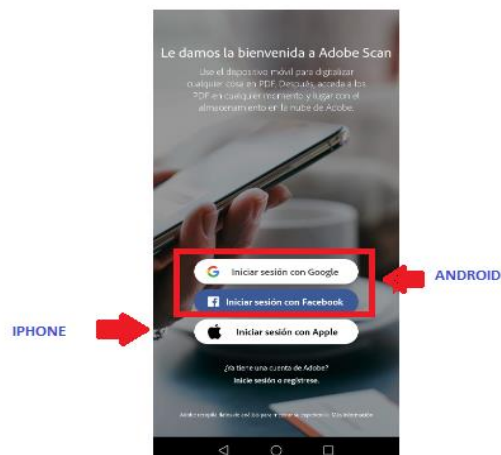 Le damos la bienvenida a Adobe Scan
Use el dispositivo móvil para digitalizar
cualquier cosa en PDF. Después, acceda a los
PDF en cualquier momento y lugar con el
almacenamiento en la nube de Adobe.
Iniciar sesión con Google
Iniciar sesión con Facebook
ANDROID
IPHONE
Iniciar sesión con Apple
¿Ya tiene una cuenta de Adobe?
Inicie sesión o regístrese.
Más información